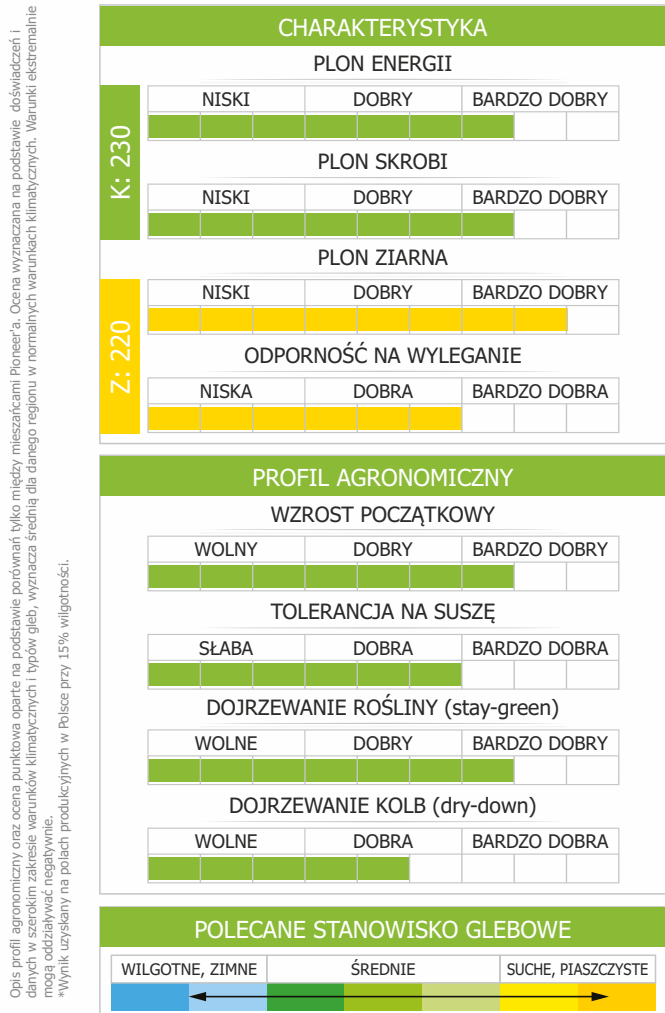 Opis profil agronomiczny oraz ocena punktowa oparte na podstawie porównań tylko między mieszańcami Pioneer'a. Ocena wyznaczana na podstawie doświadczeń i
danych w szerokim zakresie warunków klimatycznych i typów gleb, wyznacza średnią dla danego regionu w normalnych warunkach klimatycznych. Warunki ekstremalnie
mogą oddziaływać negatywnie.
*Wynik uzyskany na polach produkcyjnych w Polsce przy 15% wilgotności.
CHARAKTERYSTYKA
K: 230
PLON ENERGII
NISKI DOBRY BARDZO DOBRY
PLON SKROBI
NISKI DOBRY BARDZO DOBRY
Z: 220
PLON ZIARNA
NISKI DOBRY BARDZO DOBRY
ODPORNOŚĆ NA WYLEGANIE
NISKA DOBRA BARDZO DOBRA
PROFIL AGRONOMICZNY
WZROST POCZĄTKOWY
WOLNY DOBRY BARDZO DOBRY
TOLERANCJA NA SUSZĘ
SŁABA DOBRA BARDZO DOBRA
DOJRZEWANIE ROŚLINY (stay-green)
WOLNE DOBRY BARDZO DOBRY
DOJRZEWANIE KOLB (dry-down)
WOLNE DOBRA BARDZO DOBRA
POLECANE STANOWISKO GLEBOWE
WILGOTNE, ZIMNE ŚREDNIE SUCHE, PIASZCZYSTE